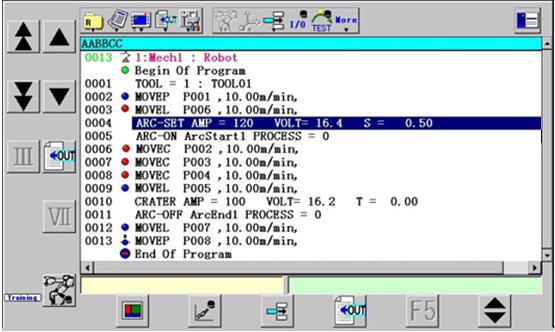 R
OUT
I/O
TEST
More
AABBCC
0013 1:Mech1 : Robot
Begin Of Program
0001 TOOL = 1 : TOOL01
0002 MOVEP P001 ,10.00m/min,
0003 MOVEL P006 ,10.00m/min,
0004 ARC-SET AMP = 120 VOLT= 16.4 S = 0.50
0005 ARC-ON ArcStart1 PROCESS = 0
0006 MOVEC P002 ,10.00m/min,
0007 MOVEC P003 ,10.00m/min,
0008 MOVEC P004 ,10.00m/min,
0009 MOVEL P005 ,10.00m/min,
0010 CRATER AMP = 100 VOLT= 16.2 T = 0.00
0011 ARC-OFF ArcEnd1 PROCESS = 0
0012 MOVEL P007 ,10.00m/min,
0013 MOVEP P008 ,10.00m/min,
End Of Program
III
OUT
VII
Training
OUT
F5